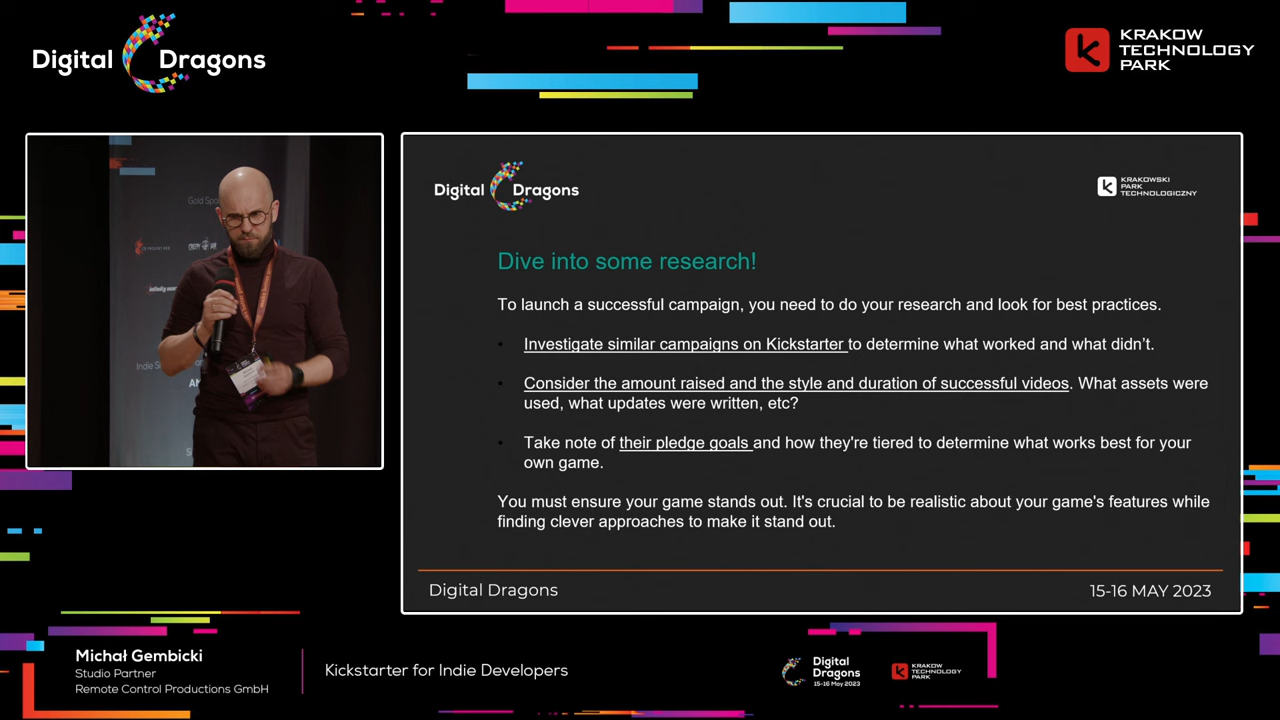 Digital Dragons
KRAKOW
TECHNOLOGY
PARK
Gold Spo
Indie S
Digital Dragons
KRAKOWSKI
PARK
TECHNOLOGICZNY
Dive into some research!
To launch a successful campaign, you need to do your research and look for best practices.
• Investigate similar campaigns on Kickstarter to determine what worked and what didn’t.
• Consider the amount raised and the style and duration of successful videos. What assets were
used, what updates were written, etc?
• Take note of their pledge goals and how they're tiered to determine what works best for your
own game.
You must ensure your game stands out. It's crucial to be realistic about your game's features while
finding clever approaches to make it stand out.
Digital Dragons
15-16 MAY 2023
Michał Gembicki
Studio Partner
Remote Control Productions GmbH
Kickstarter for Indie Developers
Digital
Dragons
15-16 May 2023
KRAKOW
TECHNOLOGY
PARK